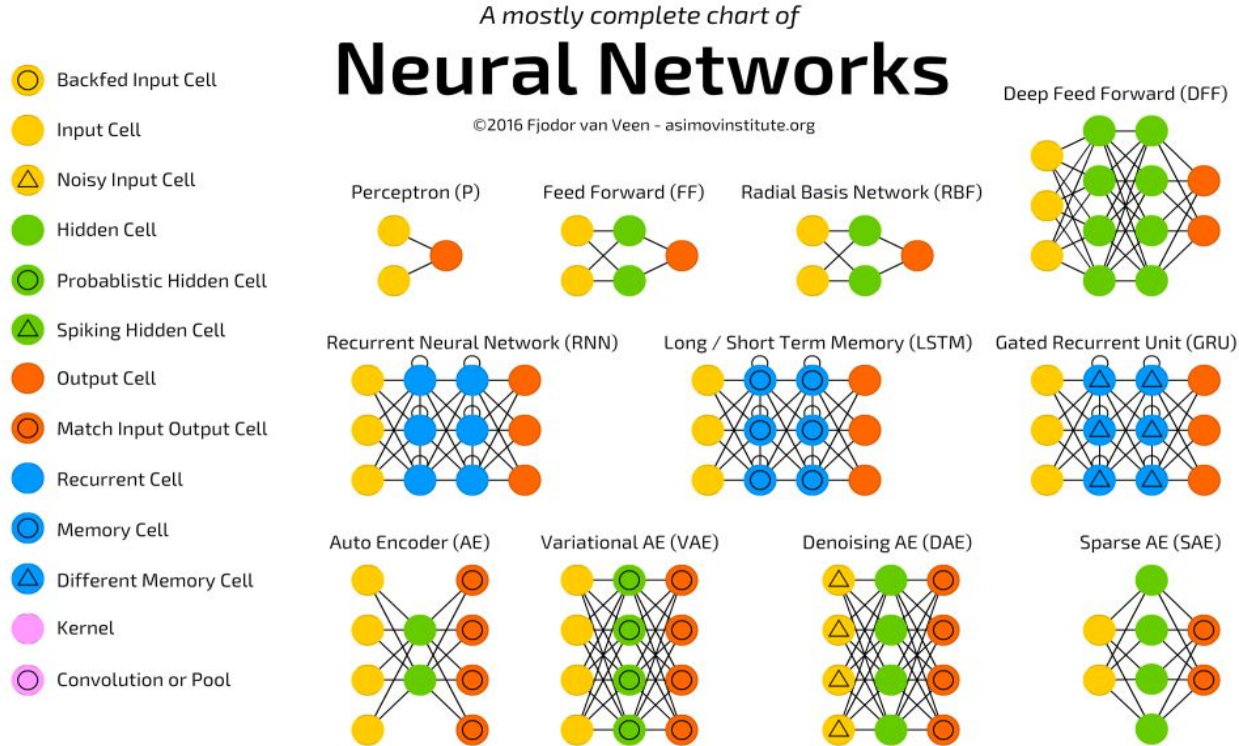 A mostly complete chart of
Neural Networks
©2016 Fjodor van Veen - asimovinstitute.org
Backfed Input Cell
Input Cell
Noisy Input Cell
Hidden Cell
Probablistic Hidden Cell
Spiking Hidden Cell
Output Cell
Match Input Output Cell
Recurrent Cell
Memory Cell
Different Memory Cell
Kernel
Convolution or Pool
Deep Feed Forward (DFF)
Perceptron (P)
Feed Forward (FF)
Radial Basis Network (RBF)
Recurrent Neural Network (RNN)
Long / Short Term Memory (LSTM)
Gated Recurrent Unit (GRU)
Auto Encoder (AE)
Variational AE (VAE)
Denoising AE (DAE)
Sparse AE (SAE)